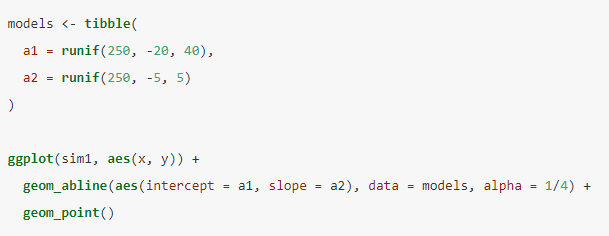 models <- tibble(
  a1 = runif(250, -20, 40),
  a2 = runif(250, -5, 5)
)

ggplot(sim1, aes(x, y)) +
  geom_abline(aes(intercept = a1, slope = a2), data = models, alpha = 1/4) +
  geom_point()